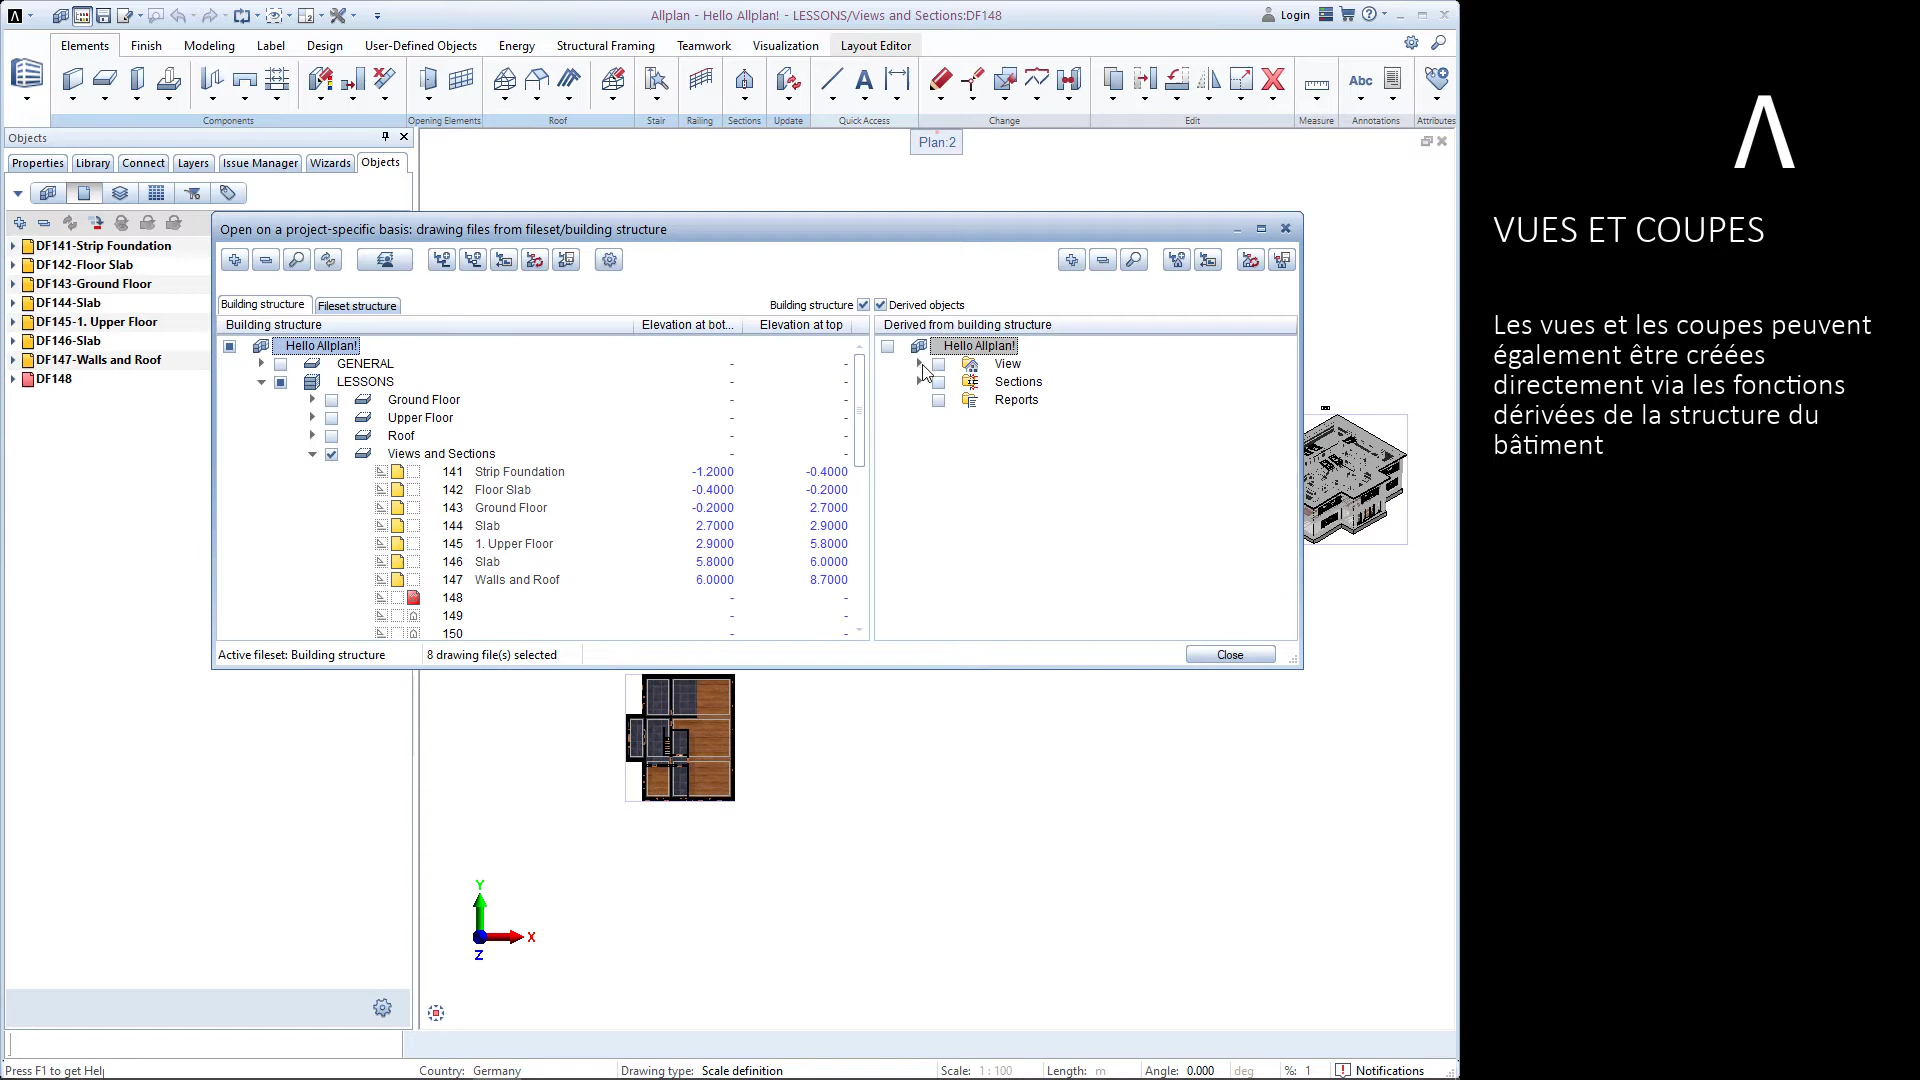 Allplan - Hello Allplan! - LESSONS/Views and Sections:DF148
Login
Elements Finish Modeling Label Design User-Defined Objects Energy Structural Framing Teamwork Visualization Layout Editor
Abc
Components Opening Elements Roof Stair Railing Sections Update Quick Access Change Edit Measure Annotations Attributes
Objects
Plan:2
Properties Library Connect Layers Issue Manager Wizards Objects
DF141-Strip Foundation
DF142-Floor Slab
DF143-Ground Floor
DF144-Slab
DF145-1. Upper Floor
DF146-Slab
DF147-Walls and Roof
DF148
Open on a project-specific basis: drawing files from fileset/building structure
Building structure Fileset structure Building structure Derived objects
Building structure Elevation at bot... Elevation at top Derived from building structure
Hello Allplan! Hello Allplan!
GENERAL - - View
LESSONS - - Sections
Ground Floor - - Reports
Upper Floor - -
Roof - -
Views and Sections - -
141 Strip Foundation -1.2000 -0.4000
142 Floor Slab -0.4000 -0.2000
143 Ground Floor -0.2000 2.7000
144 Slab 2.7000 2.9000
145 1. Upper Floor 2.9000 5.8000
146 Slab 5.8000 6.0000
147 Walls and Roof 6.0000 8.7000
148 - -
149 - -
150 - -
Active fileset: Building structure 8 drawing file(s) selected Close
Y
X
Z
Press F1 to get Hel Country: Germany Drawing type: Scale definition Scale: 1 : 100 Length: m Angle: 0.000 deg %: 1 Notifications
VUES ET COUPES
Les vues et les coupes peuvent
également être créées
directement via les fonctions
dérivées de la structure du
bâtiment